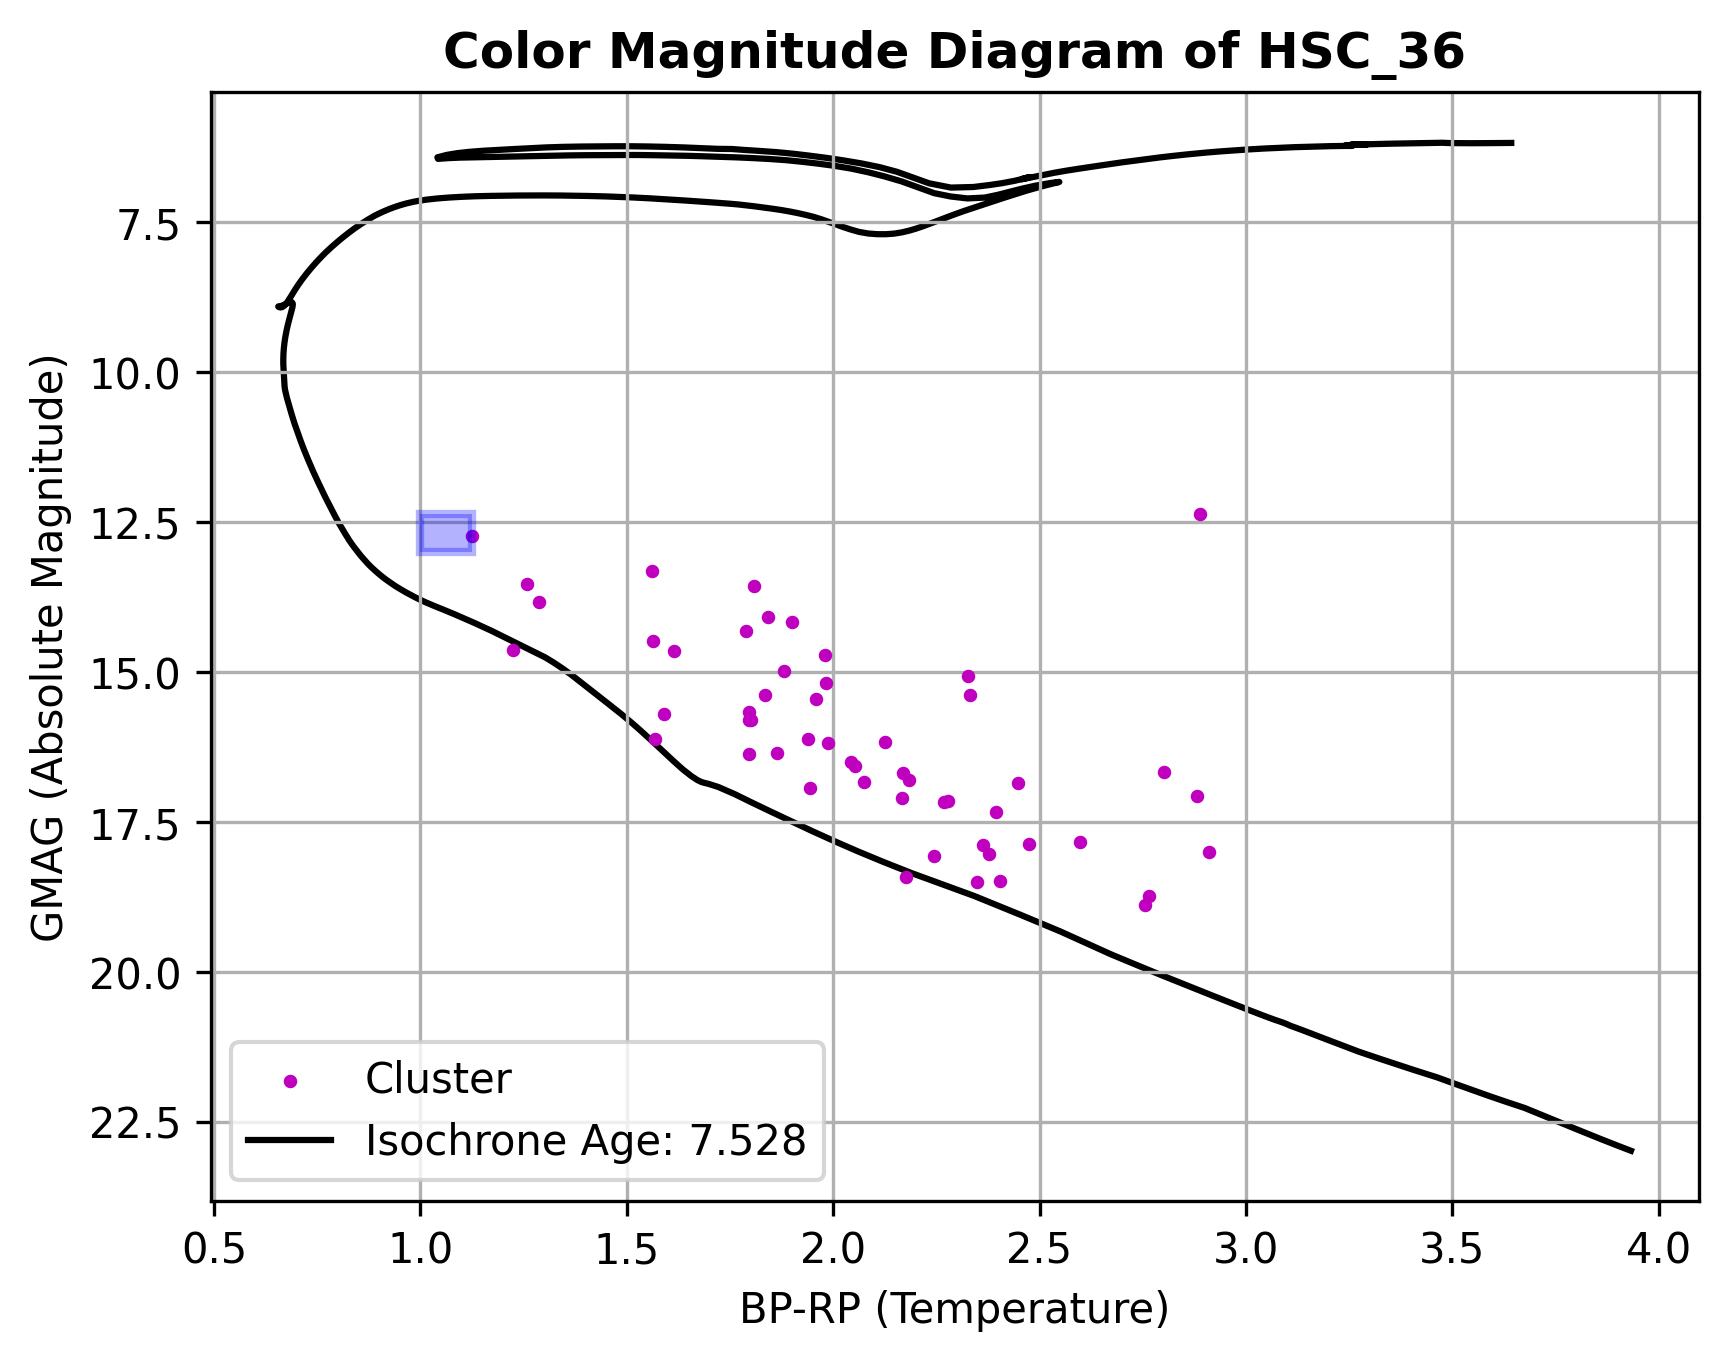 Color Magnitude Diagram of HSC_36
GMAG (Absolute Magnitude)
7.5
10.0
12.5
15.0
17.5
20.0
22.5
Cluster
Isochrone Age: 7.528
0.5 1.0 1.5 2.0 2.5 3.0 3.5 4.0
BP-RP (Temperature)